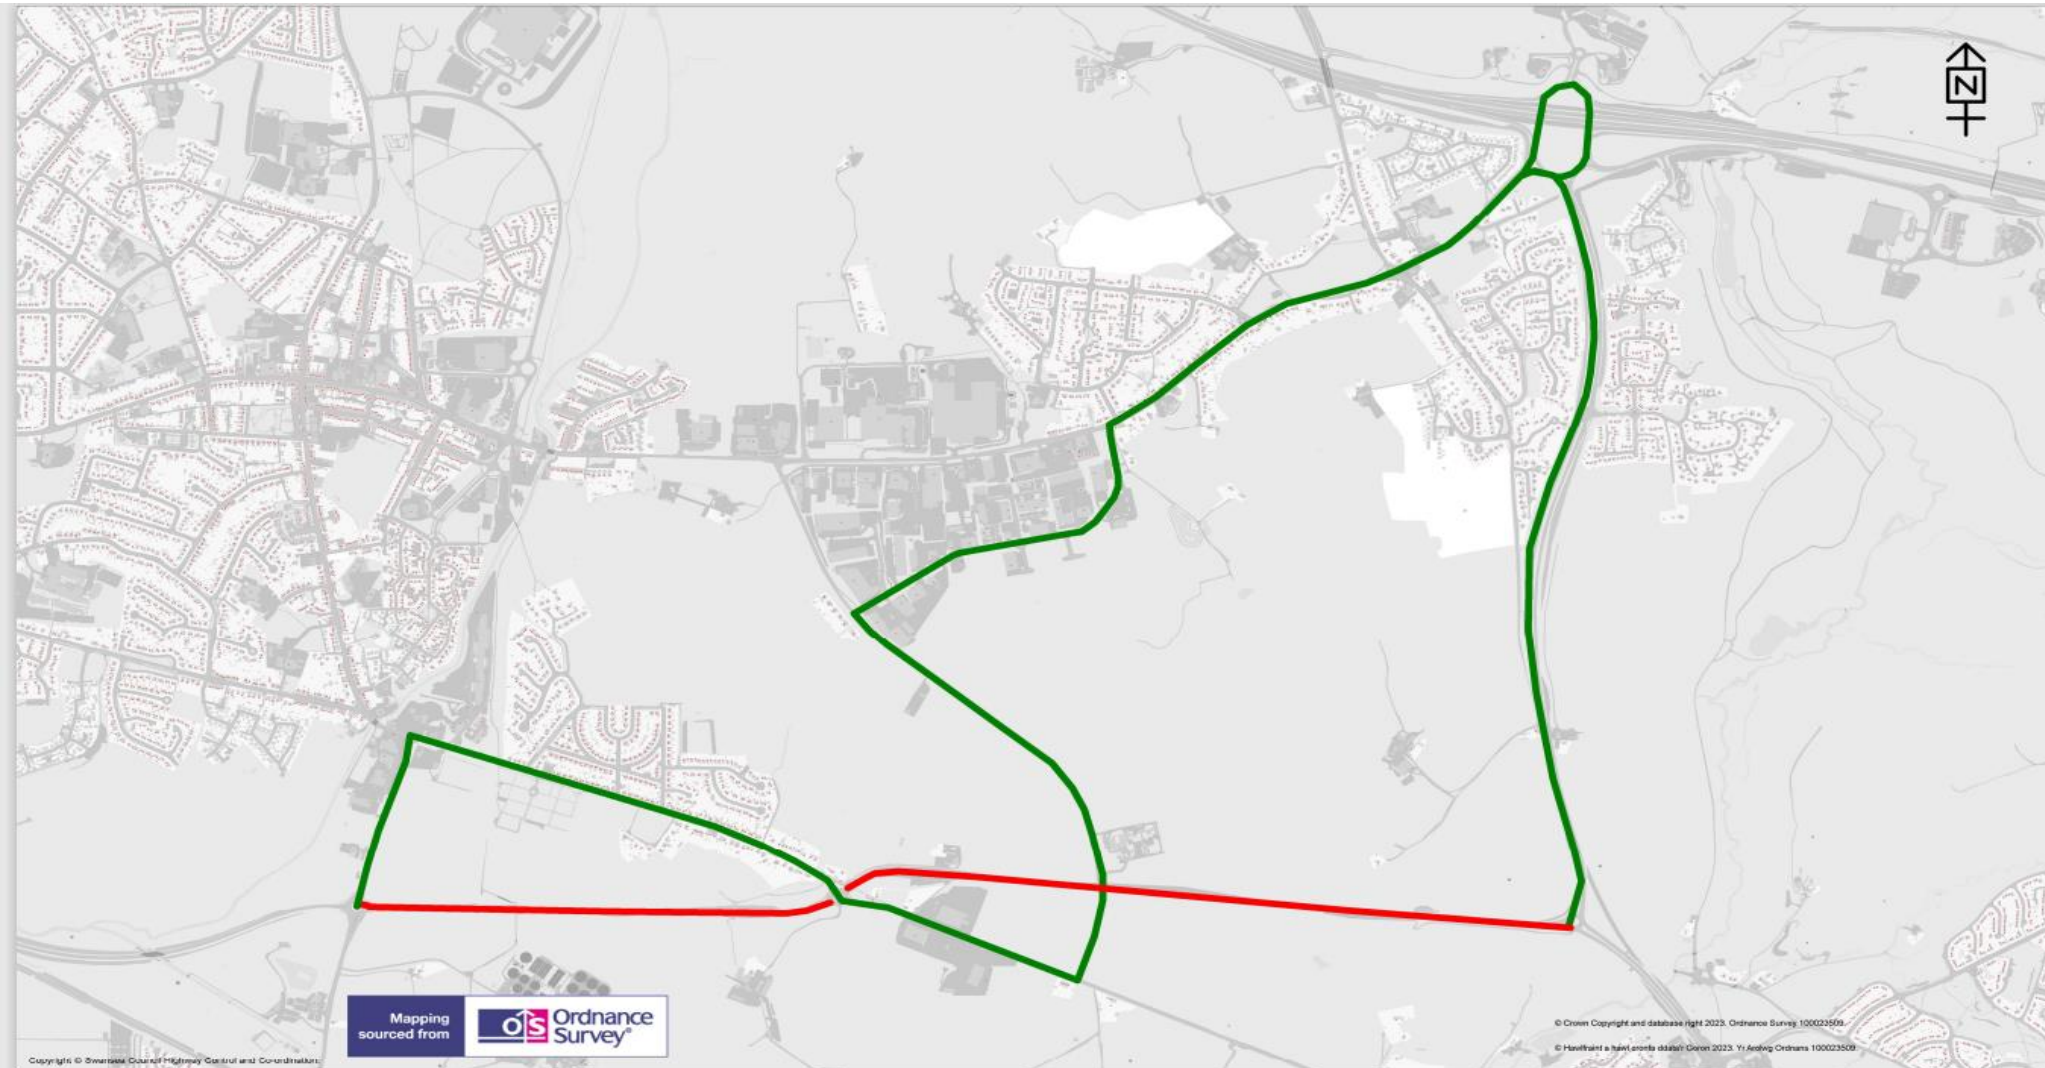 N
Mapping
sourced from
os Ordnance
Survey®
Copyright © Swansea Council Highway Control and Co-ordination.
© Crown Copyright and database right 2023. Ordnance Survey 100023509.
© Hawlfraint a hawl cronfa ddata'r Goron 2023. Yr Arolwg Ordnans 100023509.